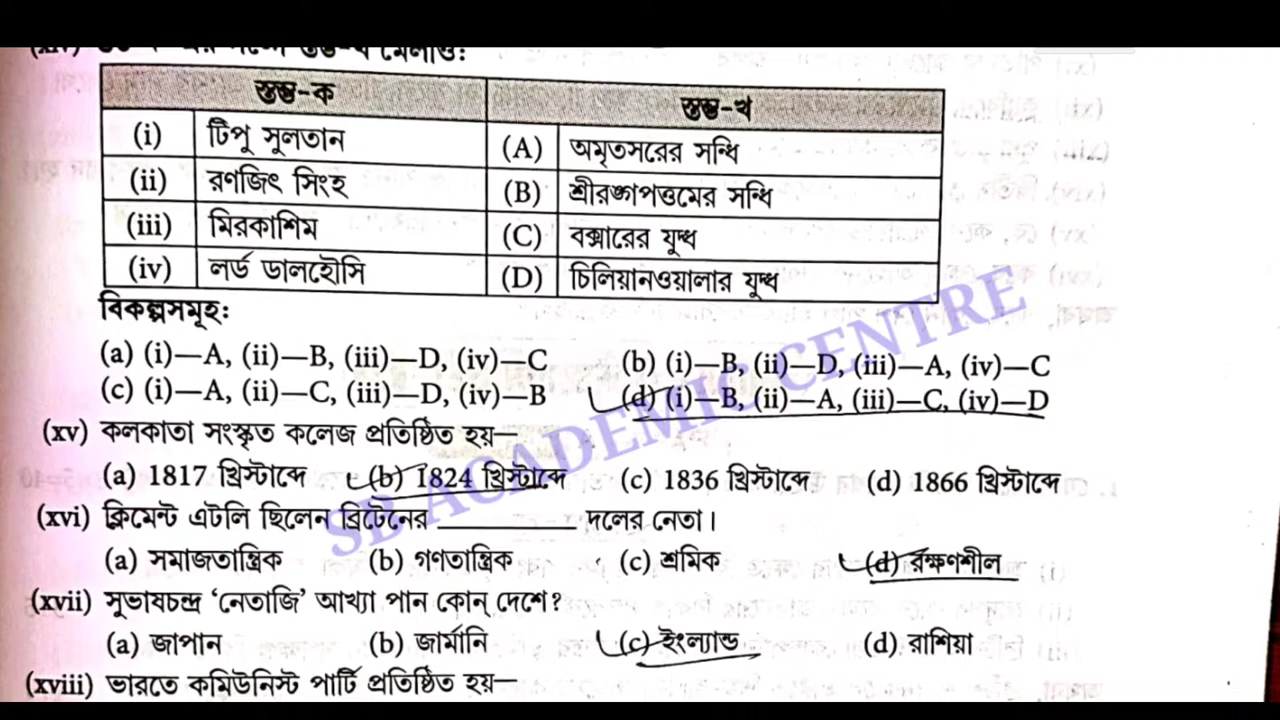 স্তম্ভ-ক স্তম্ভ-খ
(i) টিপু সুলতান (A) অমৃতসরের সন্ধি
(ii) রণজিৎ সিংহ (B) শ্রীরঙ্গপত্তমের সন্ধি
(iii) মিরকাশিম (C) বক্সারের যুদ্ধ
(iv) লর্ড ডালহৌসি (D) চিলিয়ানওয়ালার যুদ্ধ
বিকল্পসমূহ:
(a) (i)—A, (ii)—B, (iii)—D, (iv)—C (b) (i)—B, (ii)—D, (iii)—A, (iv)—C
(c) (i)—A, (ii)—C, (iii)—D, (iv)—B (d) (i)—B, (ii)—A, (iii)—C, (iv)—D
(xv) কলকাতা সংস্কৃত কলেজ প্রতিষ্ঠিত হয়—
(a) 1817 খ্রিস্টাব্দে (b) 1824 খ্রিস্টাব্দে (c) 1836 খ্রিস্টাব্দে (d) 1866 খ্রিস্টাব্দে
(xvi) ক্লিমেন্ট এটলি ছিলেন ব্রিটেনের ____________ দলের নেতা।
(a) সমাজতান্ত্রিক (b) গণতান্ত্রিক (c) শ্রমিক (d) রক্ষণশীল
(xvii) সুভাষচন্দ্র ‘নেতাজি’ আখ্যা পান কোন্ দেশে?
(a) জাপান (b) জার্মানি (c) ইংল্যান্ড (d) রাশিয়া
(xviii) ভারতে কমিউনিস্ট পার্টি প্রতিষ্ঠিত হয়—
SB ACADEMIC CENTRE